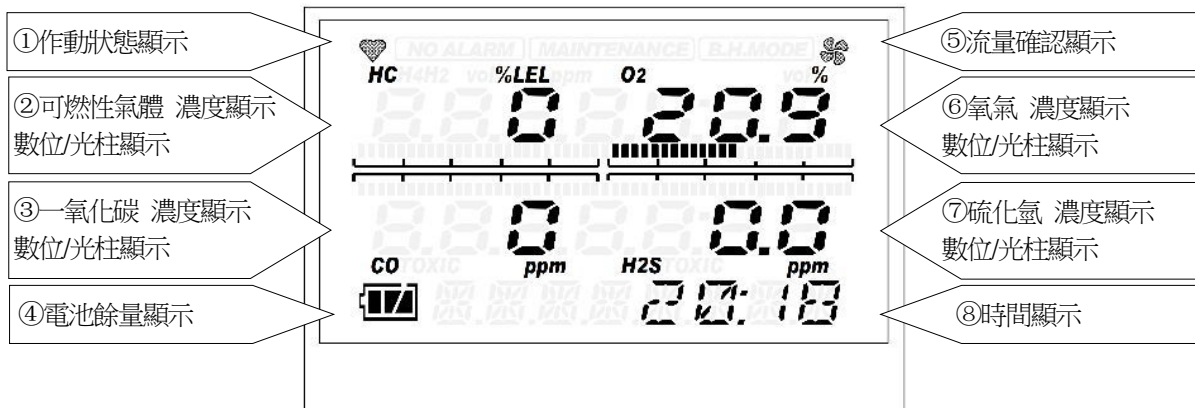 ①作動狀態顯示
②可燃性氣體 濃度顯示
數位/光柱顯示
③一氧化碳 濃度顯示
數位/光柱顯示
④電池餘量顯示
NO ALARM MAINTENANCE B.H.MODE
HC %LEL O2 %
0 20.9
0 0.0
CO TOXIC ppm H2S TOXIC ppm
20:18
⑤流量確認顯示
⑥氧氣 濃度顯示
數位/光柱顯示
⑦硫化氫 濃度顯示
數位/光柱顯示
⑧時間顯示